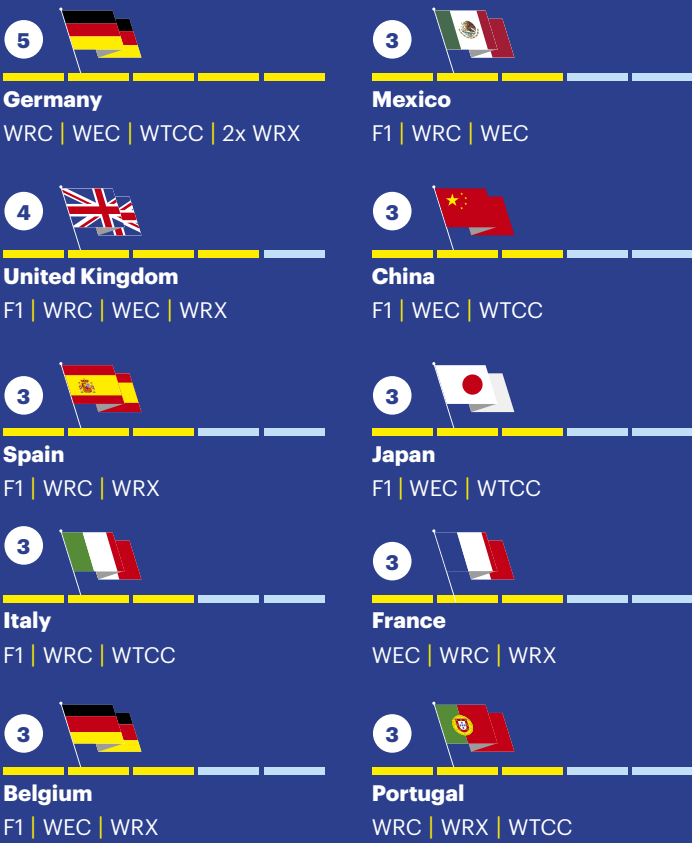 5
Germany
WRC | WEC | WTCC | 2x WRX
3
Mexico
F1 | WRC | WEC
4
United Kingdom
F1 | WRC | WEC | WRX
3
China
F1 | WEC | WTCC
3
Spain
F1 | WRC | WRX
3
Japan
F1 | WEC | WTCC
3
Italy
F1 | WRC | WTCC
3
France
WEC | WRC | WRX
3
Belgium
F1 | WEC | WRX
3
Portugal
WRC | WRX | WTCC